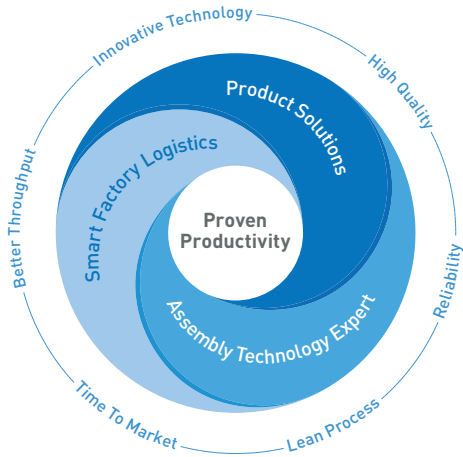 Innovative Technology
High Quality
Reliability
Lean Process
Time To Market
Better Throughput
Product Solutions
Assembly Technology Expert
Smart Factory Logistics
Proven
Productivity